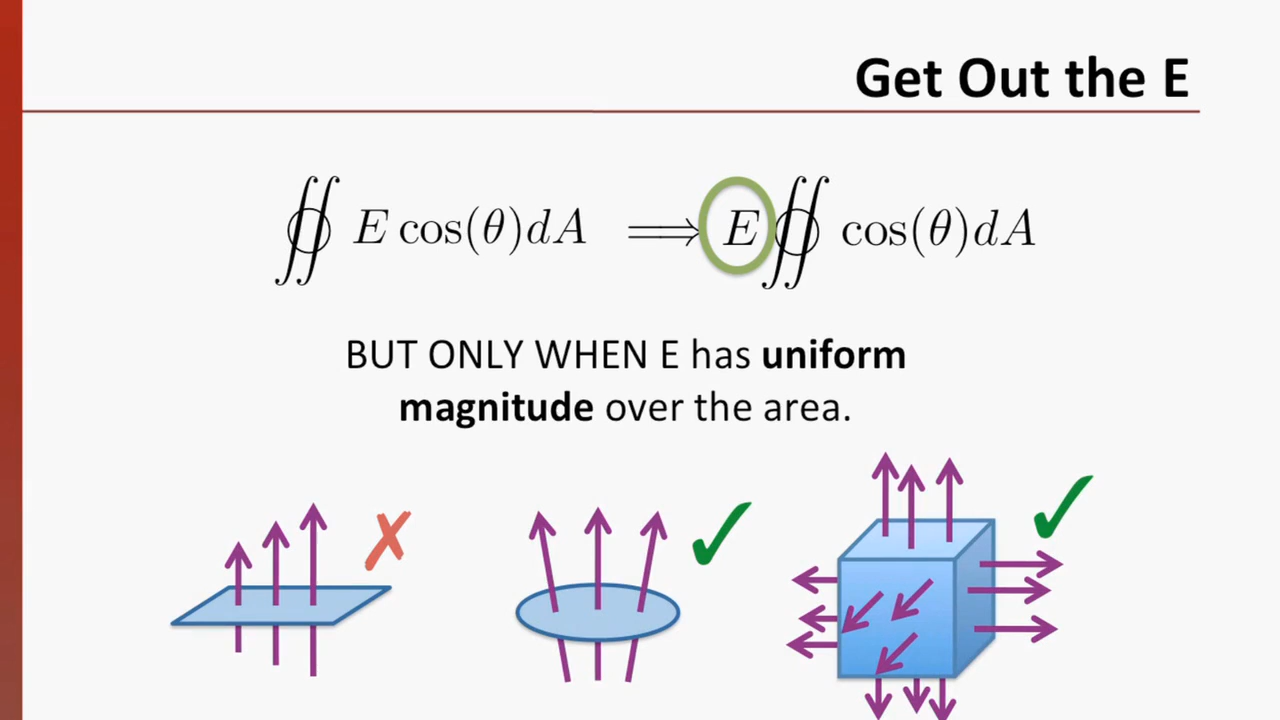 Get Out the E
∯ E cos(θ)dA ⟹ E ∯ cos(θ)dA
BUT ONLY WHEN E has uniform
magnitude over the area.